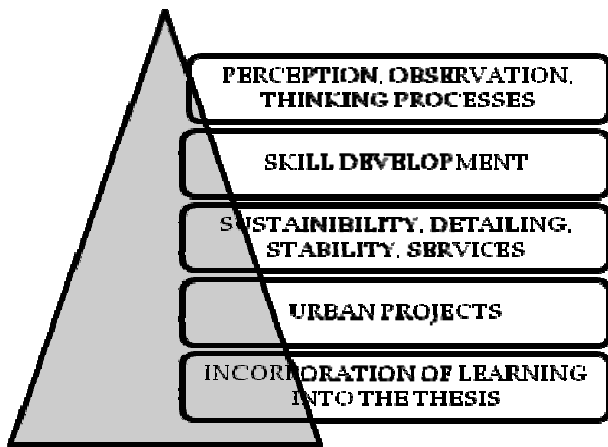 PERCEPTION, OBSERVATION,
THINKING PROCESSES
SKILL DEVELOPMENT
SUSTAINIBILITY, DETAILING,
STABILITY, SERVICES
URBAN PROJECTS
INCORPORATION OF LEARNING
INTO THE THESIS